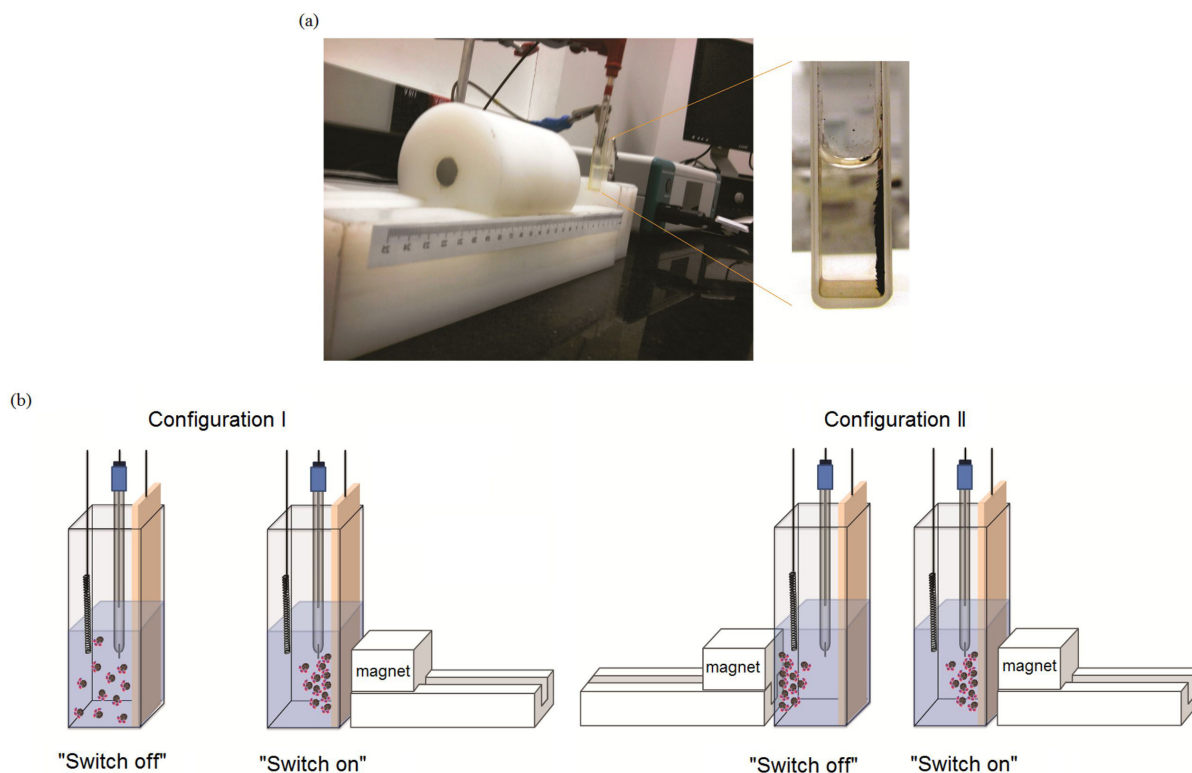 (a)
(b)
Configuration I
Configuration II
magnet
magnet
magnet
"Switch off"
"Switch on"
"Switch off"
"Switch on"